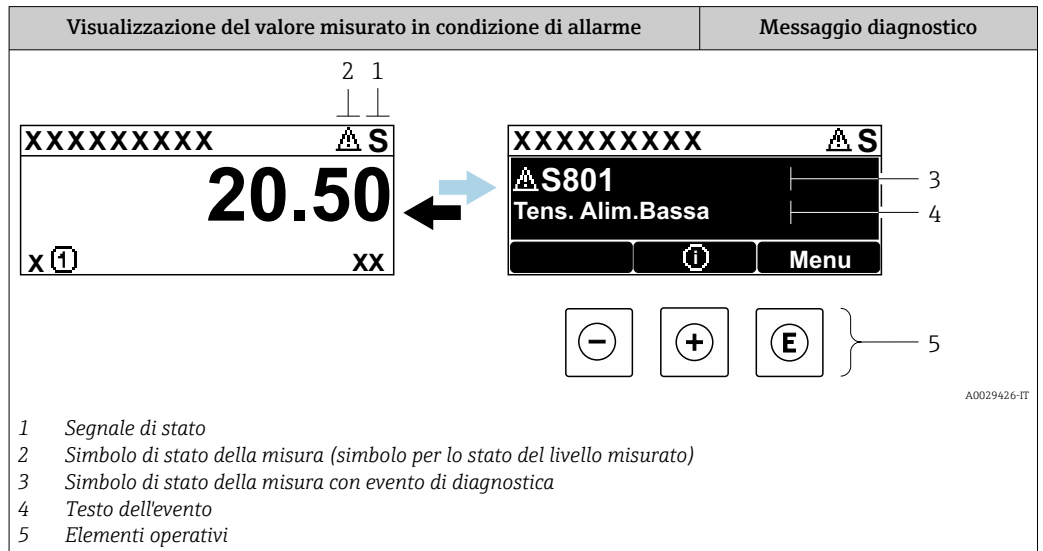 Visualizzazione del valore misurato in condizione di allarme
Messaggio diagnostico
2 1
XXXXXXXXX ⚠ S
20.50
x ① xx
XXXXXXXXX ⚠ S
⚠S801
3
Tens. Alim.Bassa
4
ⓘ Menu
- + E
5
A0029426-IT
1 Segnale di stato
2 Simbolo di stato della misura (simbolo per lo stato del livello misurato)
3 Simbolo di stato della misura con evento di diagnostica
4 Testo dell'evento
5 Elementi operativi